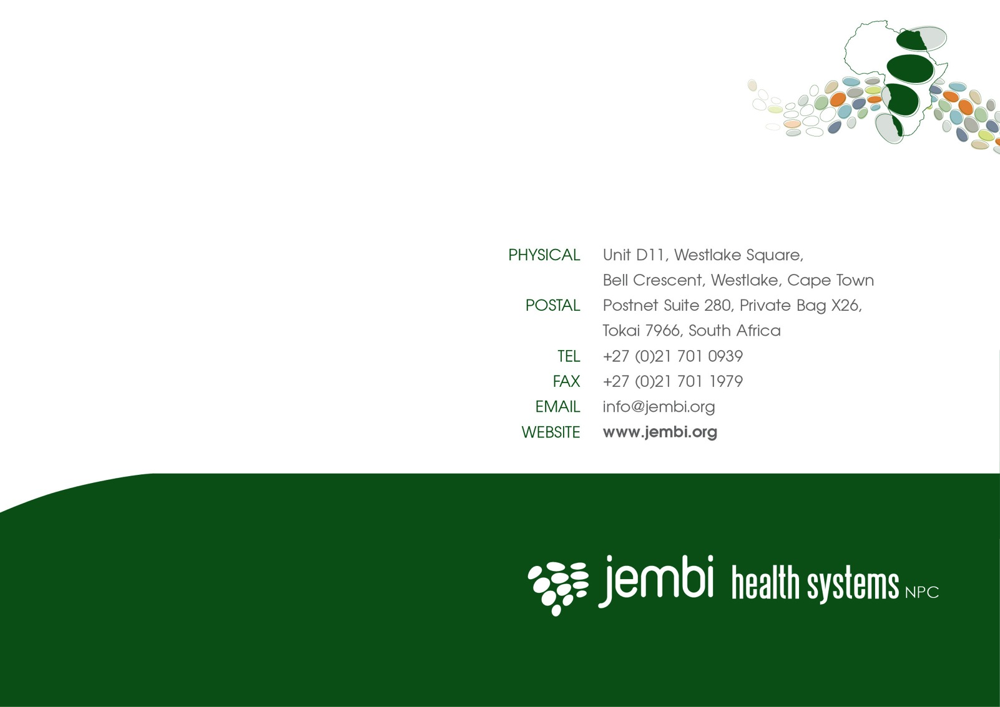 PHYSICAL Unit D11, Westlake Square,
Bell Crescent, Westlake, Cape Town
POSTAL Postnet Suite 280, Private Bag X26,
Tokai 7966, South Africa
TEL +27 (0)21 701 0939
FAX +27 (0)21 701 1979
EMAIL info@jembi.org
WEBSITE www.jembi.org
jembi health systems NPC